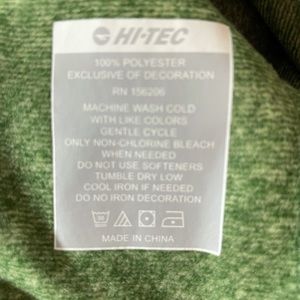 HI-TEC
100% POLYESTER
EXCLUSIVE OF DECORATION
RN 156206
MACHINE WASH COLD
WITH LIKE COLORS
GENTLE CYCLE
ONLY NON-CHLORINE BLEACH
WHEN NEEDED
DO NOT USE SOFTENERS
TUMBLE DRY LOW
COOL IRON IF NEEDED
DO NO IRON DECORATION
MADE IN CHINA